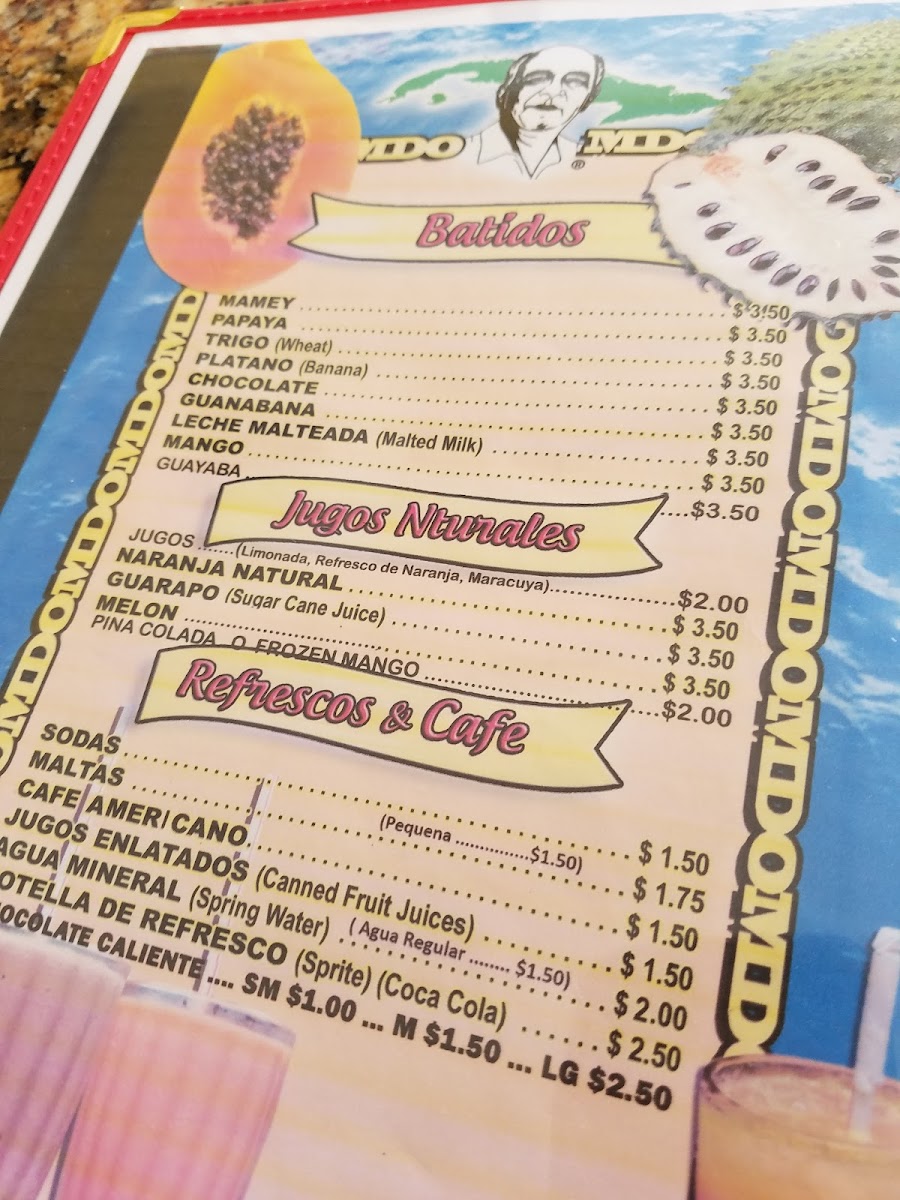 MDO MDO
®
Batidos
MAMEY ........ $ 3.50
PAPAYA ........ $ 3.50
TRIGO (Wheat) ........ $ 3.50
PLATANO (Banana) ........ $ 3.50
CHOCOLATE ........ $ 3.50
GUANABANA ........ $ 3.50
LECHE MALTEADA (Malted Milk) ........ $ 3.50
MANGO ........ $ 3.50
GUAYABA ........ $3.50
Jugos Nturales
JUGOS .......(Limonada, Refresco de Naranja, Maracuya)........ $2.00
NARANJA NATURAL ........ $ 3.50
GUARAPO (Sugar Cane Juice) ........ $ 3.50
MELON ........ $ 3.50
PINA COLADA O FROZEN MANGO ........ $2.00
Refrescos & Cafe
SODAS ........ $ 1.50
MALTAS (Pequena ...............$1.50) ........ $ 1.75
CAFE AMERICANO ........ $ 1.50
JUGOS ENLATADOS (Canned Fruit Juices) ........ $ 1.50
AGUA MINERAL (Spring Water) ( Agua Regular ........ $1.50) ........ $ 2.00
OTELLA DE REFRESCO (Sprite) (Coca Cola) ...... $ 2.50
OCOLATE CALIENTE .... SM $1.00 ... M $1.50 ... LG $2.50